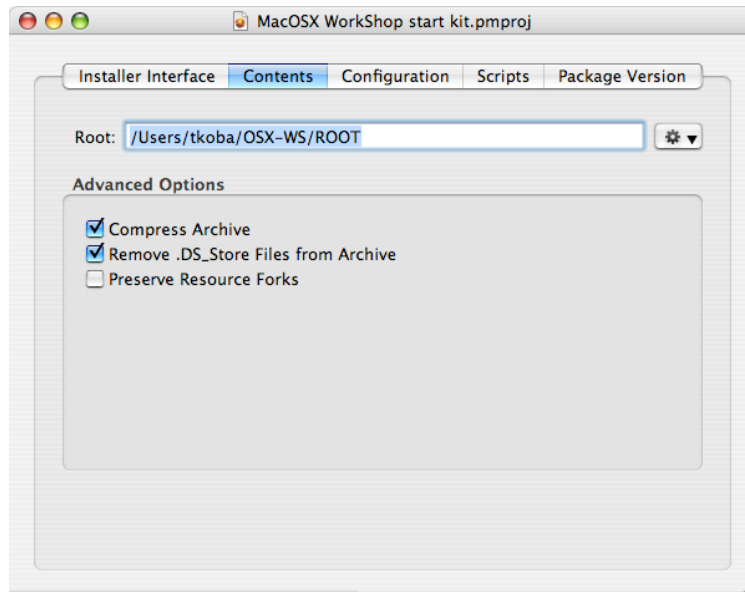 MacOSX WorkShop start kit.pmproj
Installer Interface Contents Configuration Scripts Package Version
Root: /Users/tkoba/OSX-WS/ROOT
Advanced Options
Compress Archive
Remove .DS_Store Files from Archive
Preserve Resource Forks